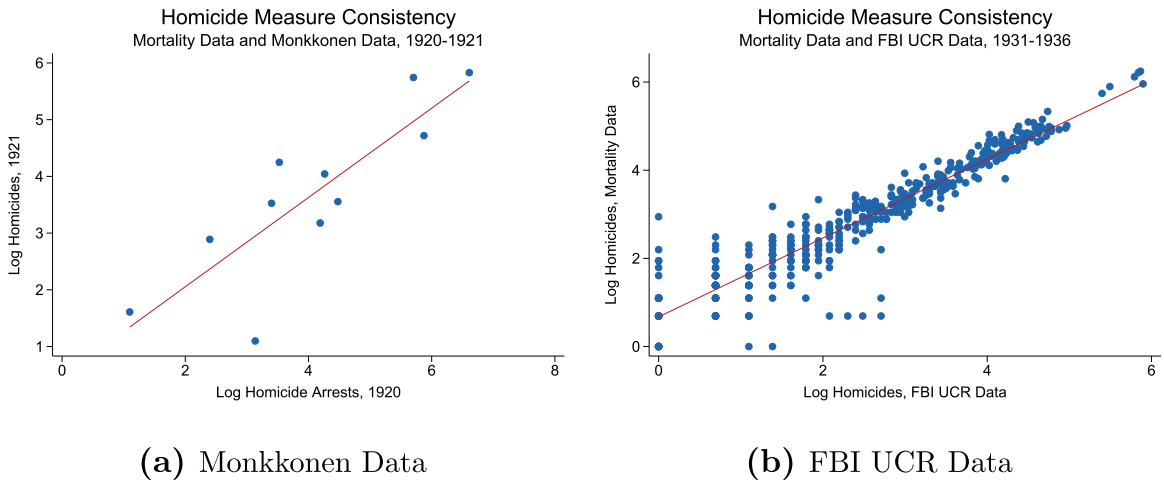 Homicide Measure Consistency
Mortality Data and Monkkonen Data, 1920-1921
Log Homicides, 1921
6
5
4
3
2
1
0 2 4 6 8
Log Homicide Arrests, 1920
(a) Monkkonen Data
Homicide Measure Consistency
Mortality Data and FBI UCR Data, 1931-1936
Log Homicides, Mortality Data
6
4
2
0
0 2 4 6
Log Homicides, FBI UCR Data
(b) FBI UCR Data